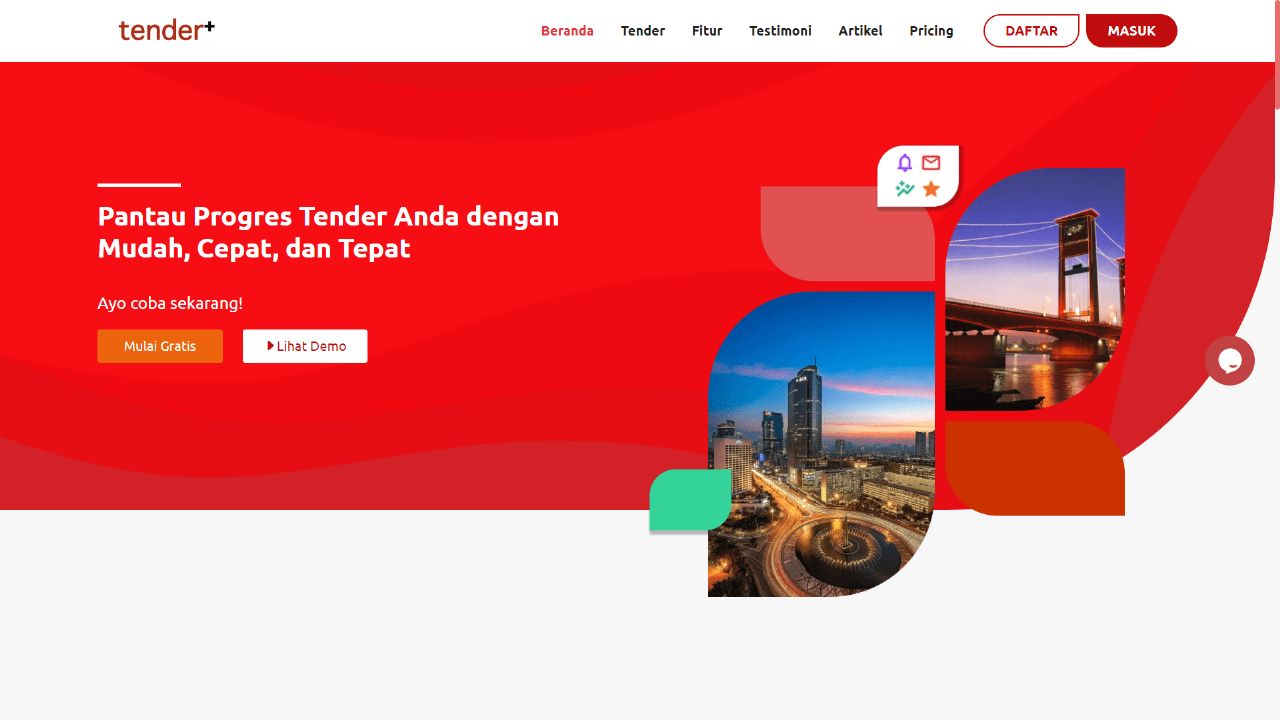 tender+
Beranda
Tender
Fitur
Testimoni
Artikel
Pricing
DAFTAR
MASUK
Pantau Progres Tender Anda dengan
Mudah, Cepat, dan Tepat
Ayo coba sekarang!
Mulai Gratis
Lihat Demo